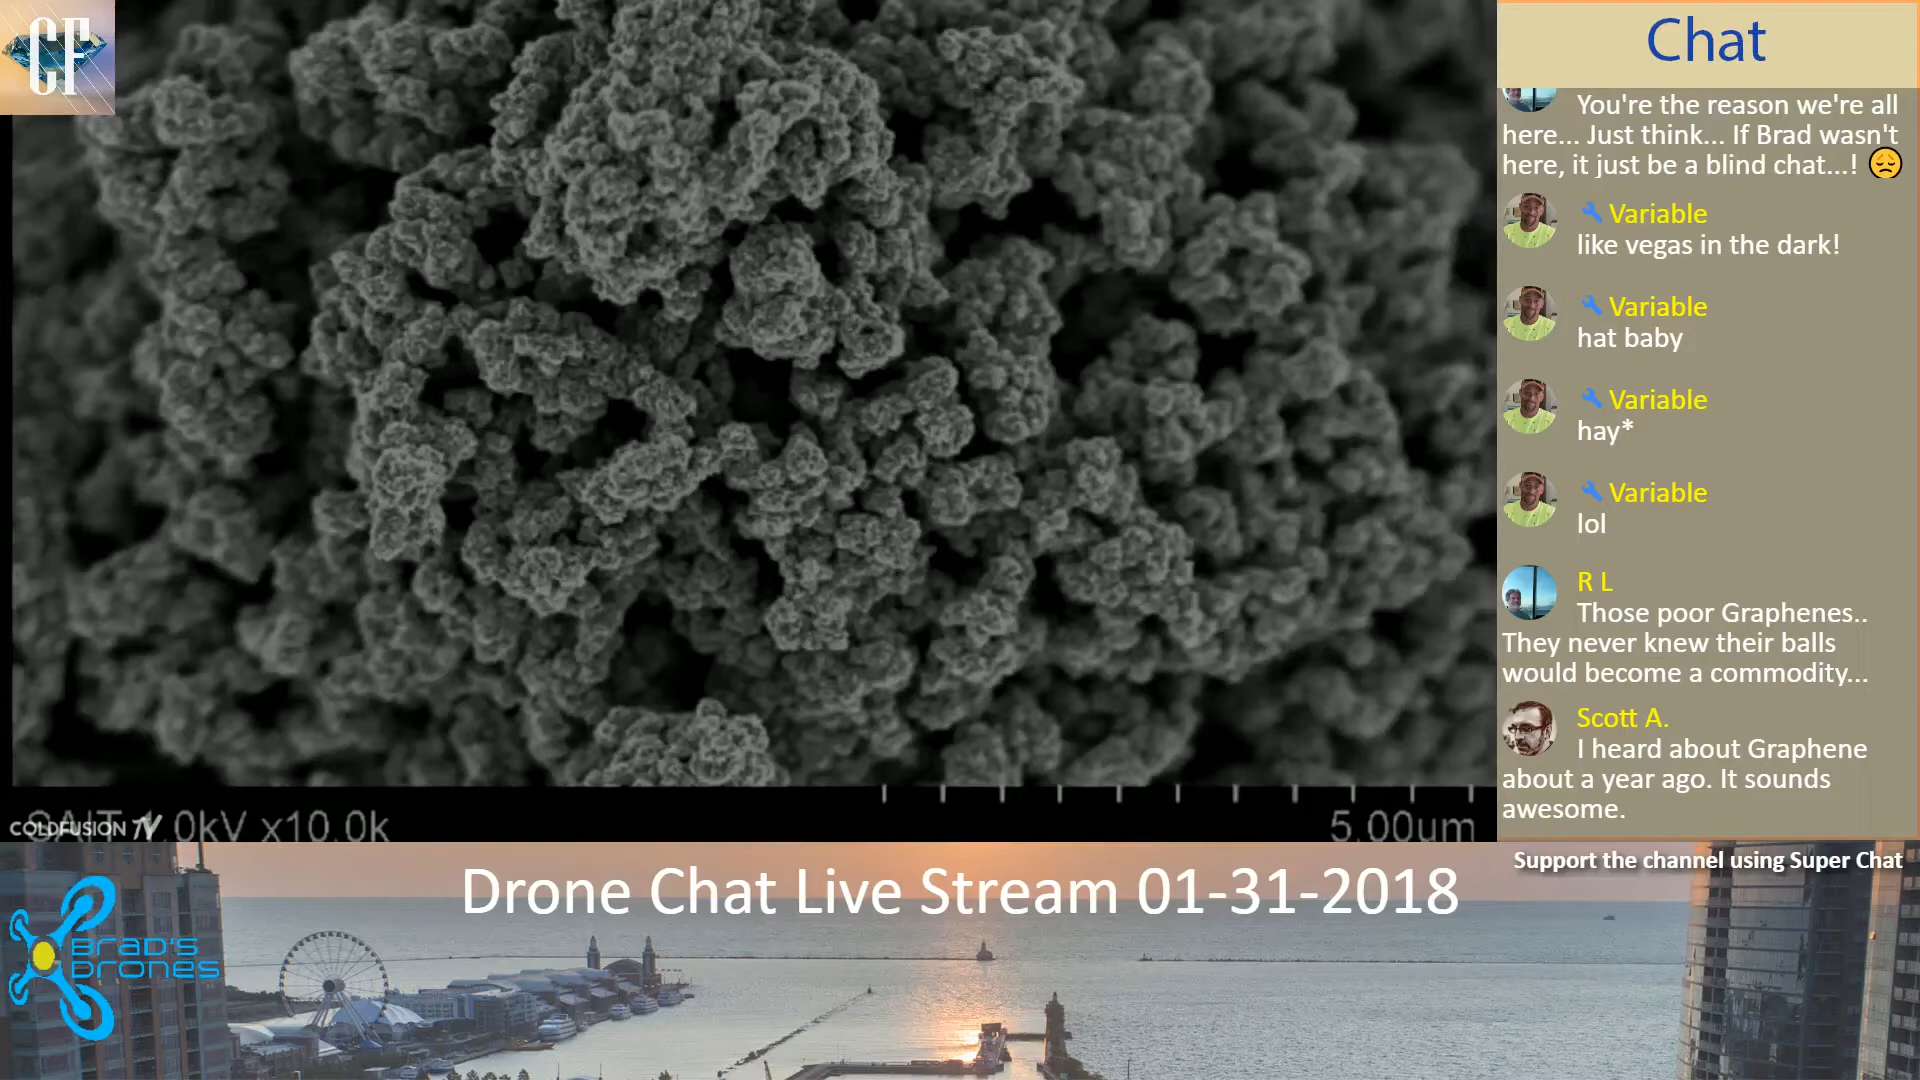 CF
Chat
You're the reason we're all
here... Just think... If Brad wasn't
here, it just be a blind chat...! 😞
Variable
like vegas in the dark!
Variable
hat baby
Variable
hay*
Variable
lol
R L
Those poor Graphenes..
They never knew their balls
would become a commodity...
Scott A.
I heard about Graphene
about a year ago. It sounds
awesome.
SAIT 1.0kV x10.0k
COLDFUSION TV
5.00um
Support the channel using Super Chat
Drone Chat Live Stream 01-31-2018
BRAD'S
DRONES